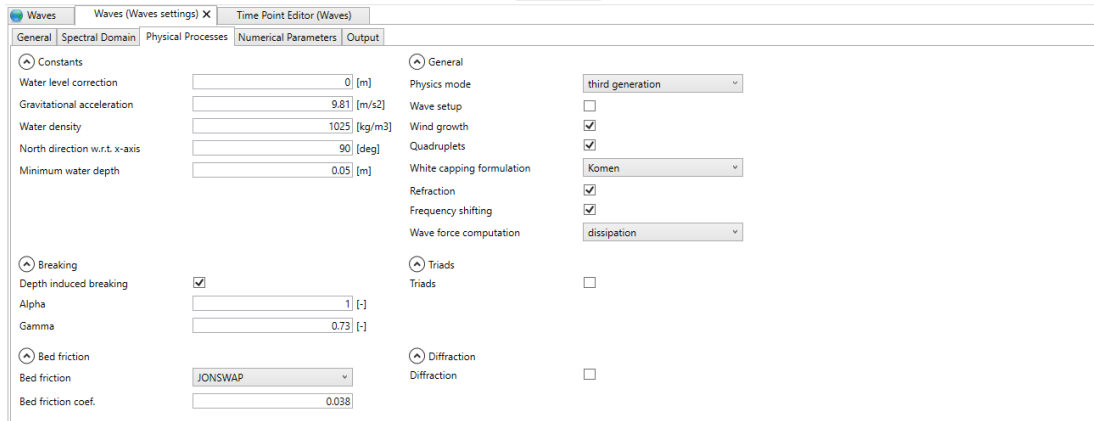 Waves Waves (Waves settings) X Time Point Editor (Waves)
General Spectral Domain Physical Processes Numerical Parameters Output
Constants
Water level correction 0 [m]
Gravitational acceleration 9.81 [m/s2]
Water density 1025 [kg/m3]
North direction w.r.t. x-axis 90 [deg]
Minimum water depth 0.05 [m]
General
Physics mode third generation
Wave setup
Wind growth
Quadruplets
White capping formulation Komen
Refraction
Frequency shifting
Wave force computation dissipation
Breaking
Depth induced breaking
Alpha 1 [-]
Gamma 0.73 [-]
Triads
Triads
Bed friction
Bed friction JONSWAP
Bed friction coef. 0.038
Diffraction
Diffraction